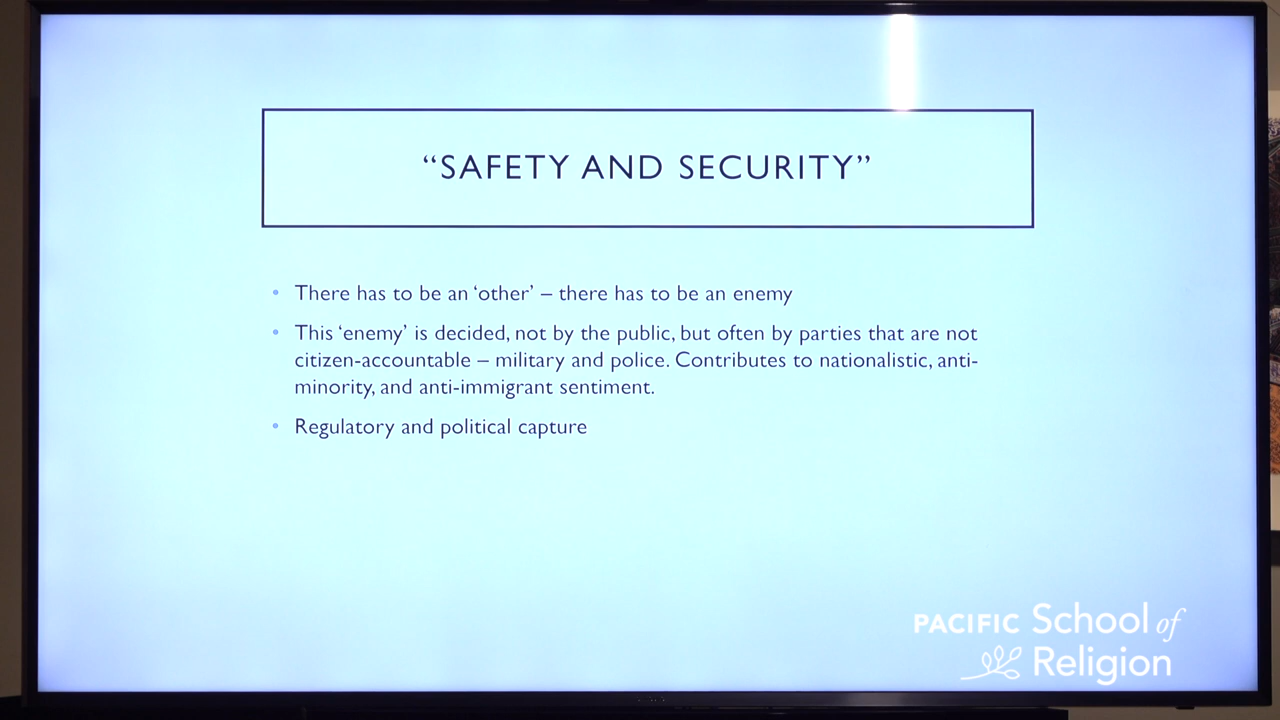 “SAFETY AND SECURITY”
• There has to be an ‘other’ – there has to be an enemy
• This ‘enemy’ is decided, not by the public, but often by parties that are not
citizen-accountable – military and police. Contributes to nationalistic, anti-
minority, and anti-immigrant sentiment.
• Regulatory and political capture
PACIFIC School of
Religion